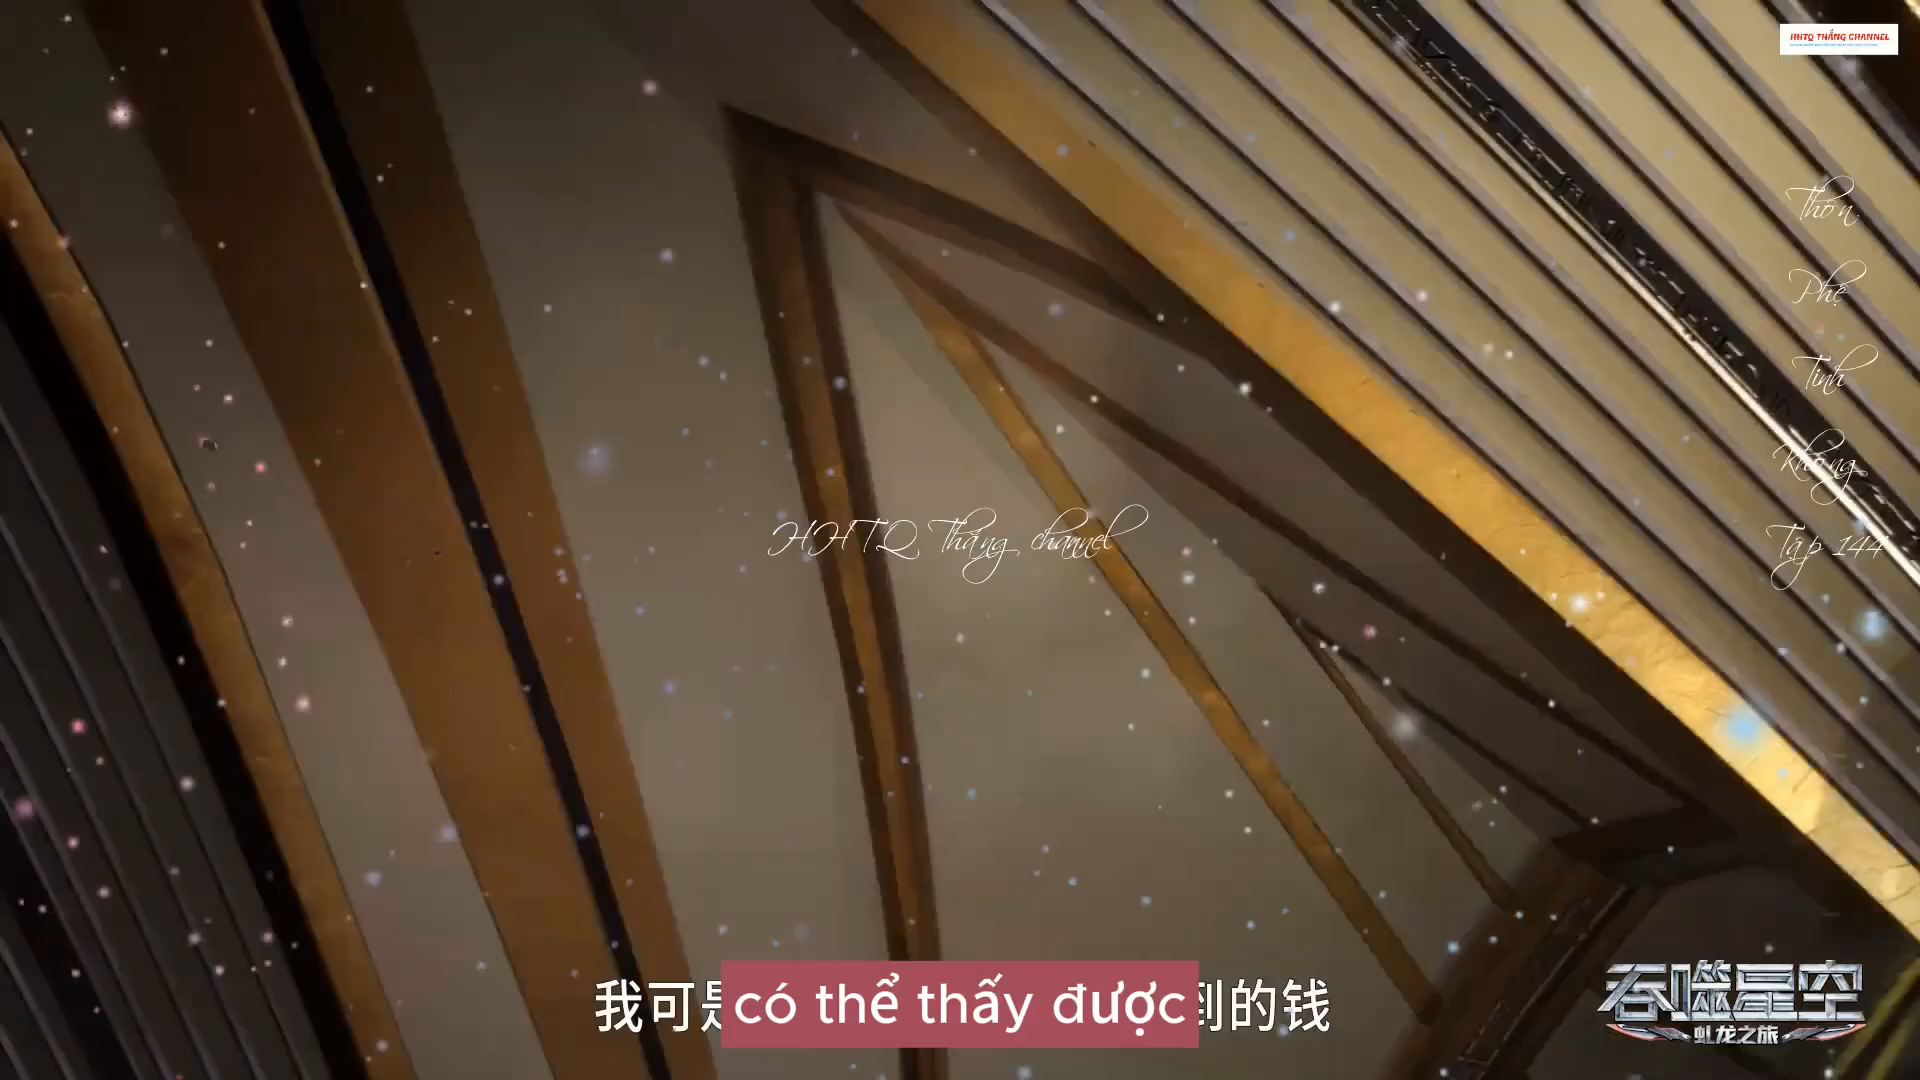 HHTQ THẮNG CHANNEL
Thôn
Phệ
Tinh
Không
Tập 144
HHTQ Thắng channel
我可是
到的钱
có thể thấy được
吞噬星空
虬龙之旅